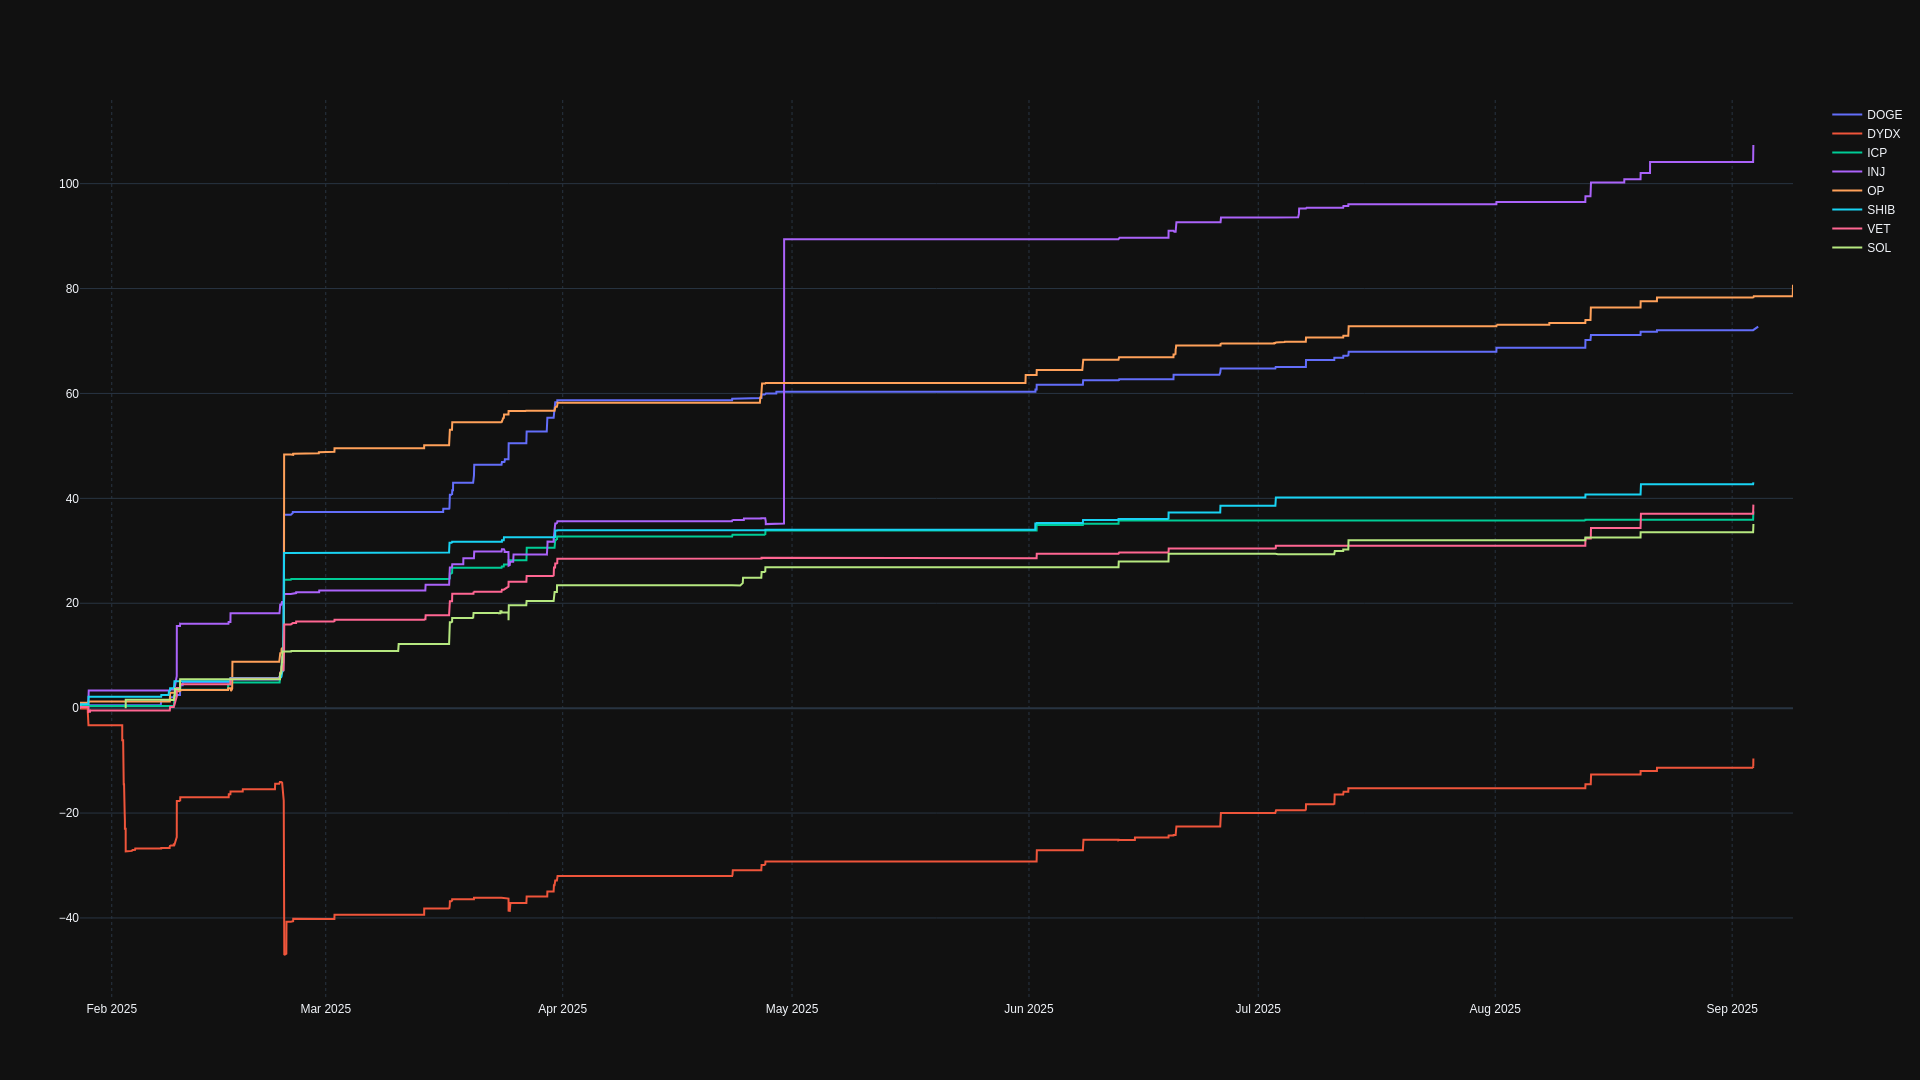 DOGE
DYDX
ICP
INJ
OP
SHIB
VET
SOL
100
80
60
40
20
0
−20
−40
Feb 2025
Mar 2025
Apr 2025
May 2025
Jun 2025
Jul 2025
Aug 2025
Sep 2025